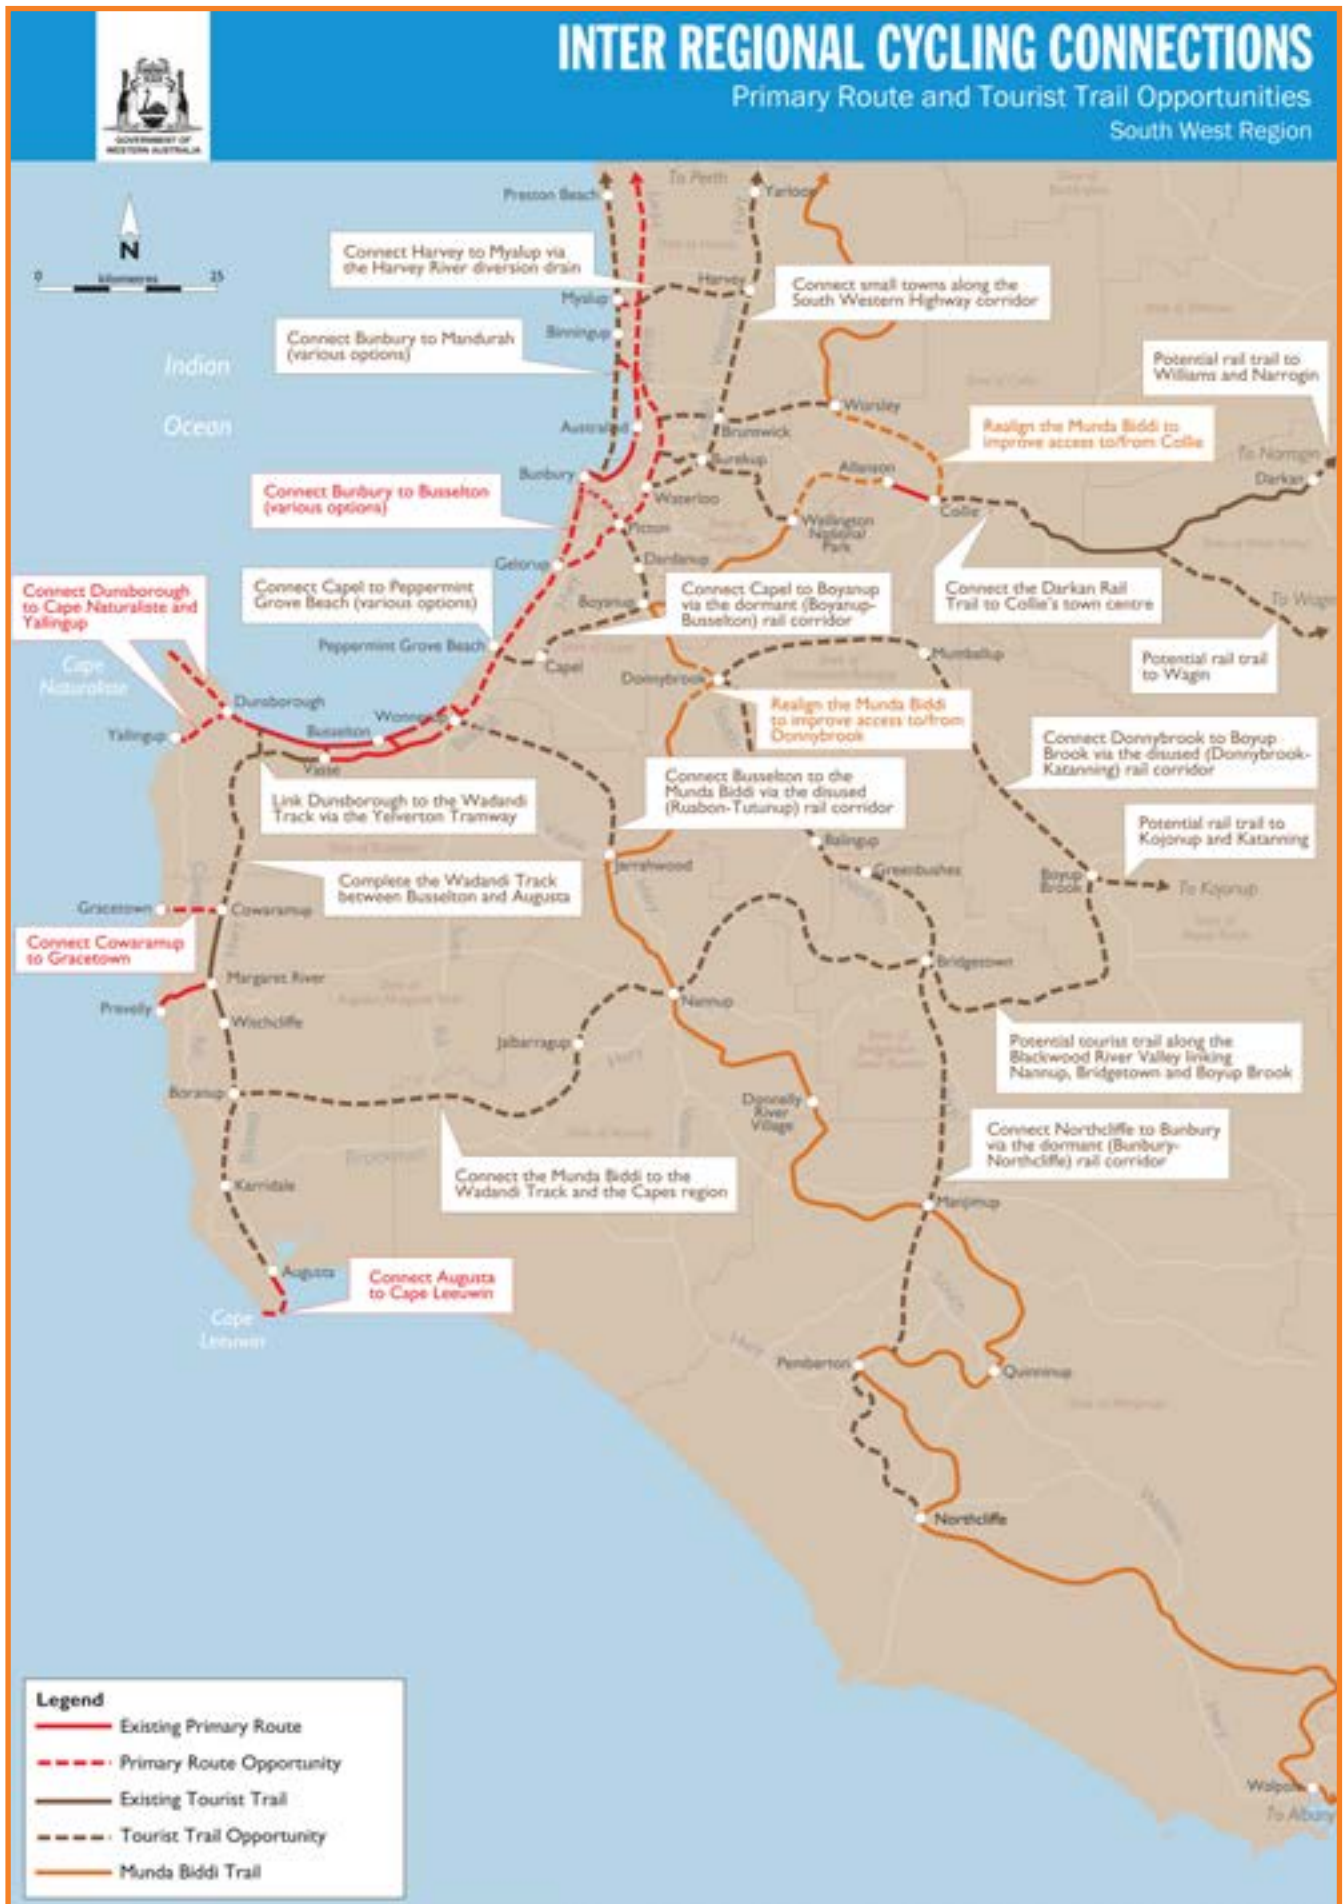 INTER REGIONAL CYCLING CONNECTIONS
Primary Route and Tourist Trail Opportunities
South West Region
GOVERNMENT OF
WESTERN AUSTRALIA
N
0 kilometres 25
To Perth
Preston Beach
Yarloop
Connect Harvey to Myalup via
the Harvey River diversion drain
Harvey
Connect small towns along the
South Western Highway corridor
Myalup
Binningup
Connect Bunbury to Mandurah
(various options)
Indian
Ocean
Potential rail trail to
Williams and Narrogin
Worsley
Australind
Brunswick
Realign the Munda Biddi to
improve access to/from Collie
To Narrogin
Burekup
Allanson
Darkan
Bunbury
Connect Bunbury to Busselton
(various options)
Waterloo
Collie
Picton
Wellington
National
Park
Gelorup
Dardanup
Connect Dunsborough
to Cape Naturaliste and
Yallingup
Connect Capel to Peppermint
Grove Beach (various options)
Connect Capel to Boyanup
via the dormant (Boyanup-
Busselton) rail corridor
Connect the Darkan Rail
Trail to Collie's town centre
To Wagin
Boyanup
Peppermint Grove Beach
Capel
Mumballup
Potential rail trail
to Wagin
Cape
Naturaliste
Donnybrook
Dunsborough
Wonnerup
Realign the Munda Biddi
to improve access to/from
Donnybrook
Yallingup
Busselton
Vasse
Connect Donnybrook to Boyup
Brook via the disused (Donnybrook-
Katanning) rail corridor
Connect Busselton to the
Munda Biddi via the disused
(Ruabon-Tutunup) rail corridor
Link Dunsborough to the Wadandi
Track via the Yelverton Tramway
Balingup
Potential rail trail to
Kojonup and Katanning
Jarrahwood
Greenbushes
Complete the Wadandi Track
between Busselton and Augusta
Boyup
Brook
To Kojonup
Gracetown
Cowaramup
Connect Cowaramup
to Gracetown
Bridgetown
Margaret River
Nannup
Prevelly
Witchcliffe
Jalbarragup
Potential tourist trail along the
Blackwood River Valley linking
Nannup, Bridgetown and Boyup Brook
Boranup
Donnelly
River
Village
Connect Northcliffe to Bunbury
via the dormant (Bunbury-
Northcliffe) rail corridor
Connect the Munda Biddi to the
Wadandi Track and the Capes region
Karridale
Manjimup
Augusta
Connect Augusta
to Cape Leeuwin
Cape
Leeuwin
Pemberton
Quinninup
Northcliffe
Walpole
To Albany
Legend
Existing Primary Route
Primary Route Opportunity
Existing Tourist Trail
Tourist Trail Opportunity
Munda Biddi Trail